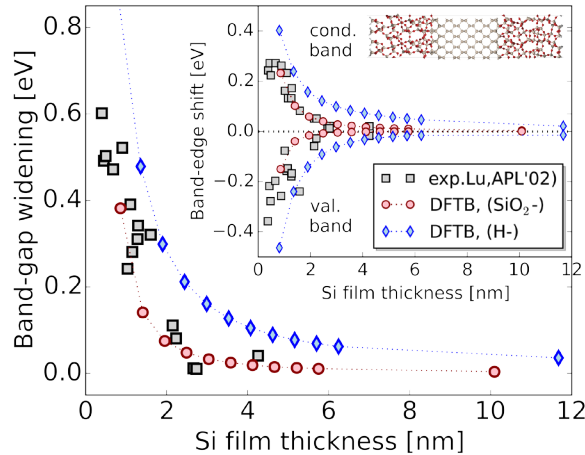 Band-gap widening [eV]
0.8
0.6
0.4
0.2
0.0
0 2 4 6 8 10 12
Si film thickness [nm]
Band-edge shift [eV]
0.4
0.2
0.0
−0.2
−0.4
cond.
band
val.
band
exp.Lu,APL'02)
DFTB, (SiO₂-)
DFTB, (H-)
0 2 4 6 8 10 12
Si film thickness [nm]